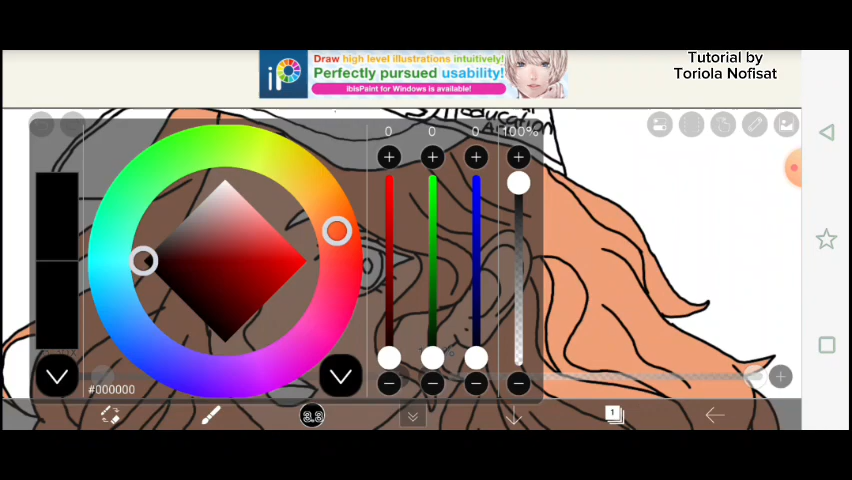 Draw high level illustrations intuitively!
Perfectly pursued usability!
ibisPaint for Windows is available!
Tutorial by
Toriola Nofisat
0 0 0 100%
#000000
3.3
1